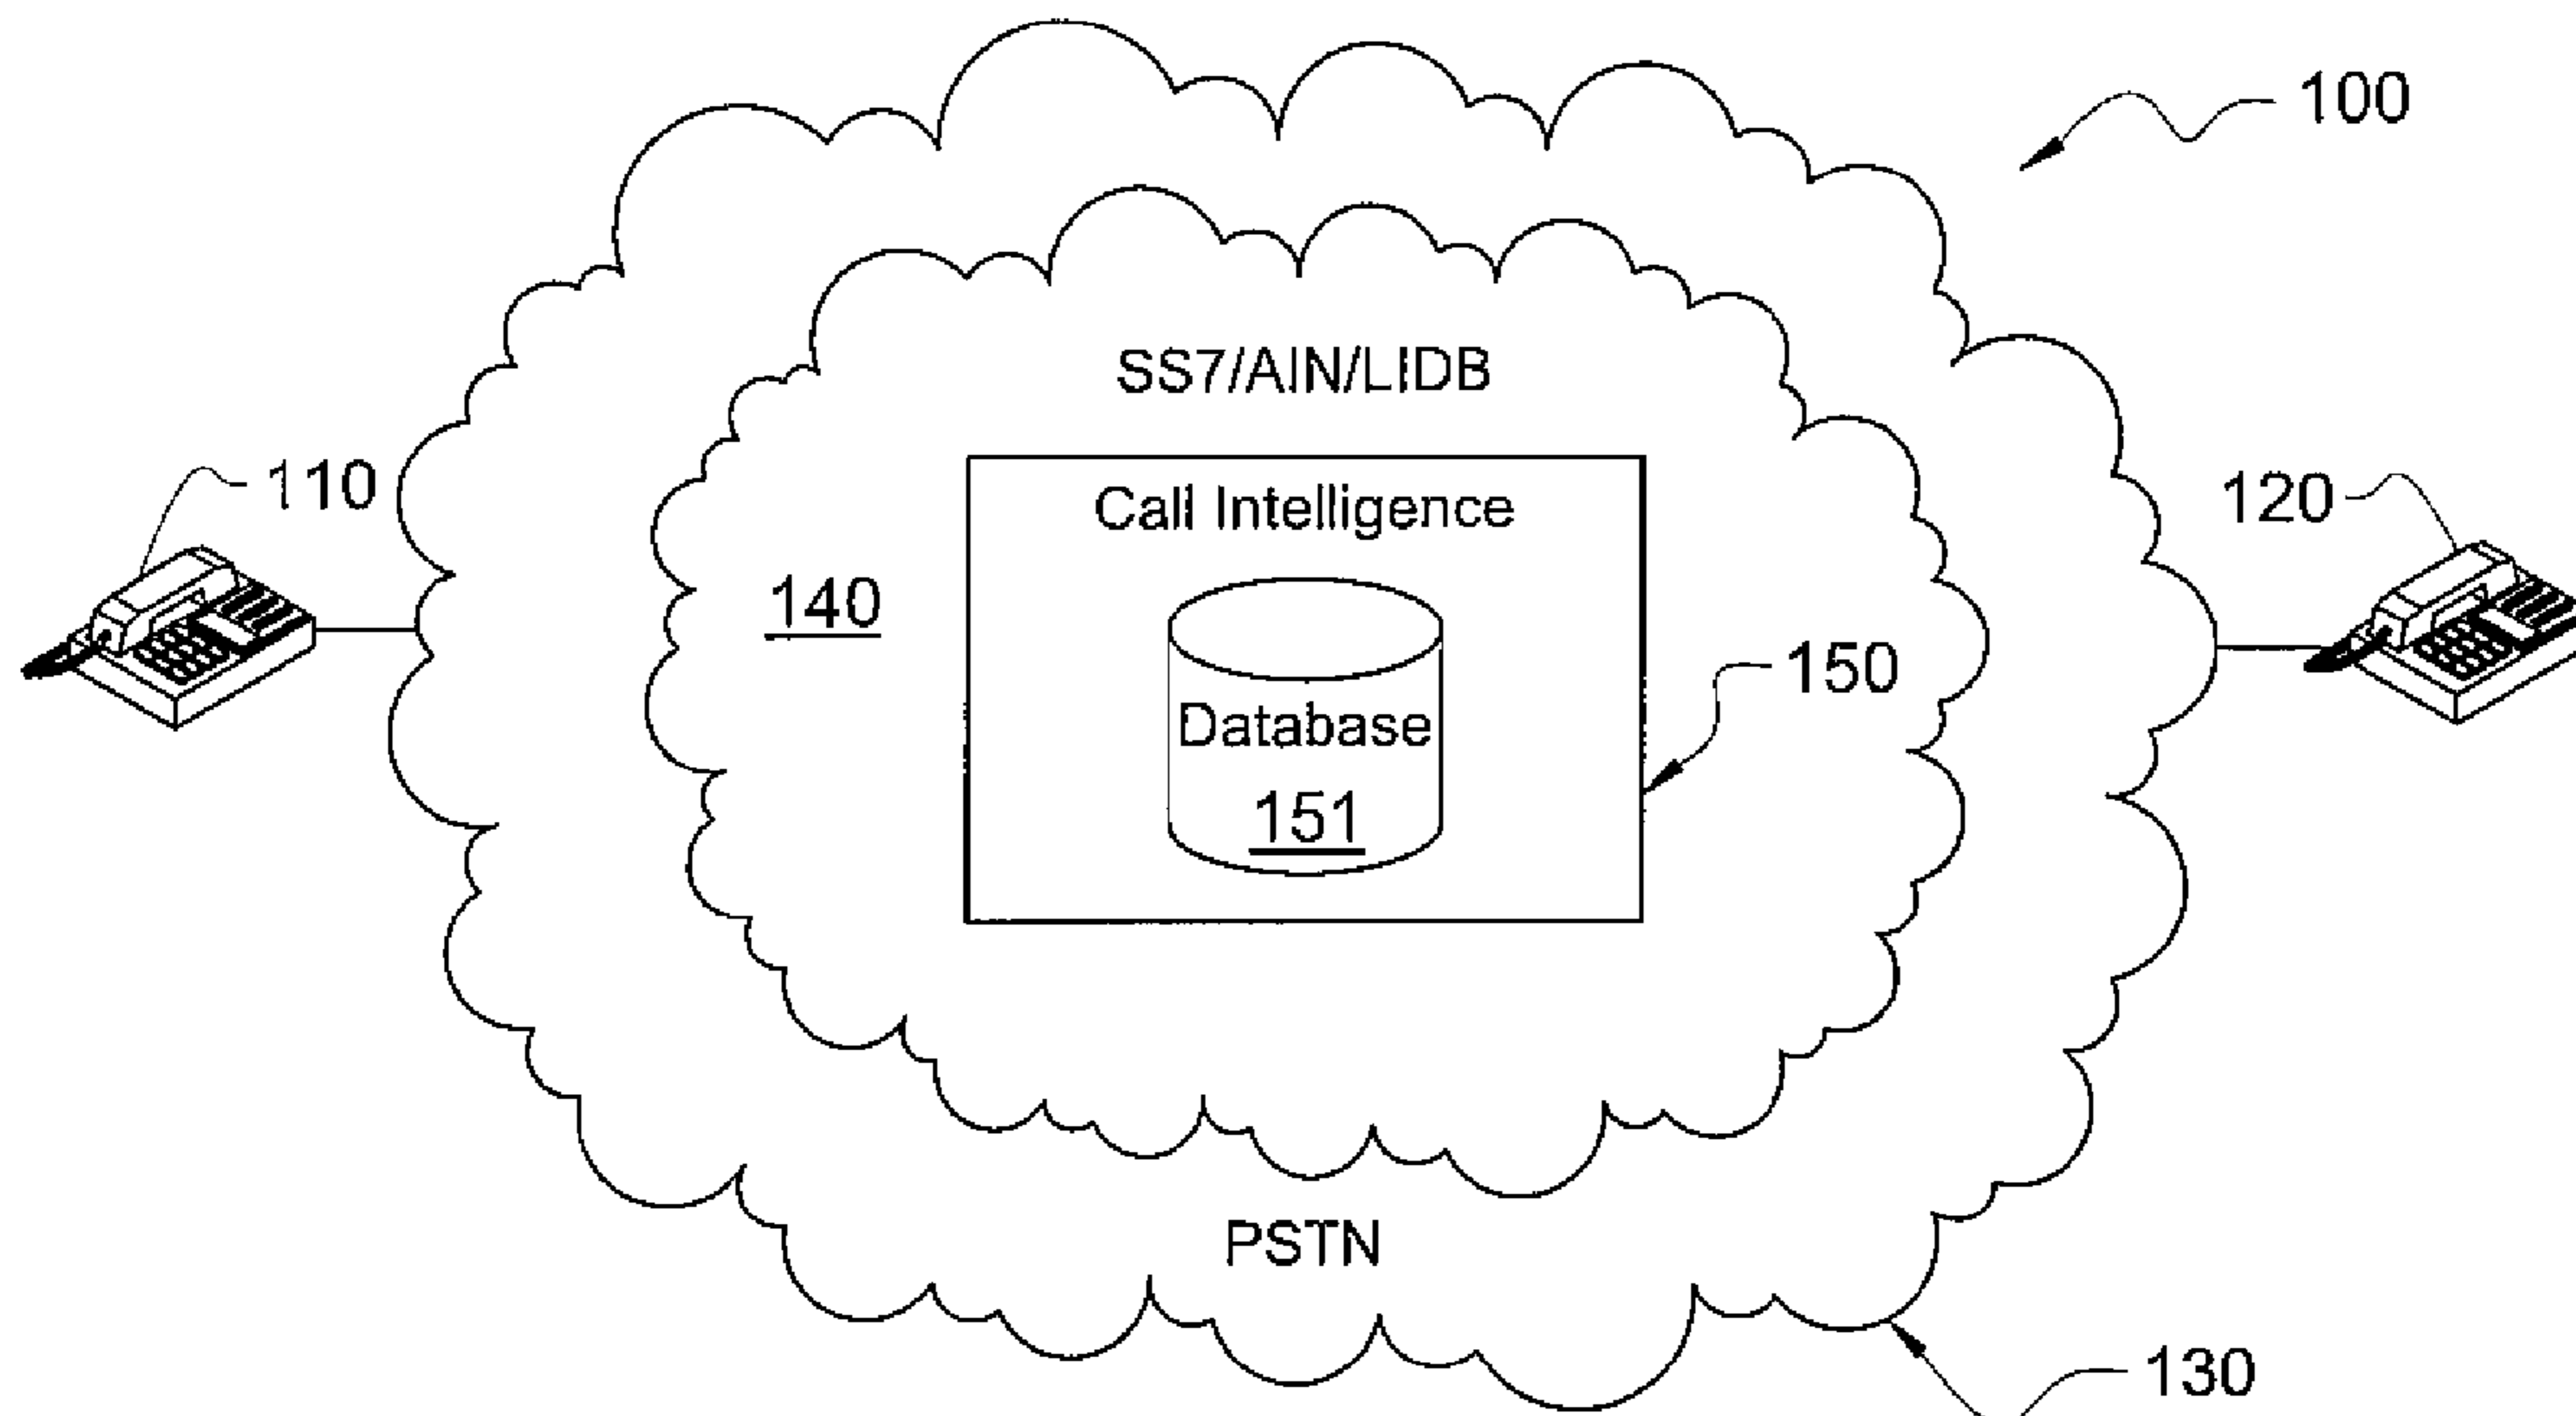 100
SS7/AIN/LIDB
110
Call Intelligence
120
140
150
Database
151
PSTN
130